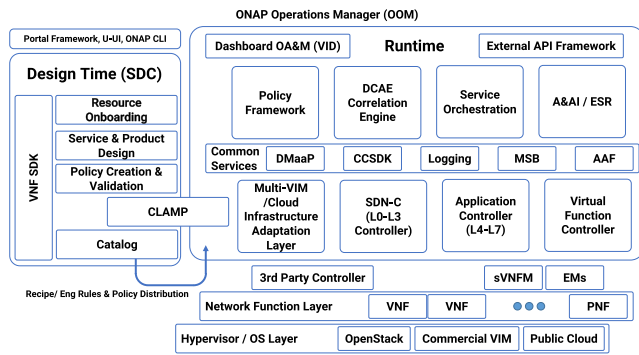 ONAP Operations Manager (OOM)
Portal Framework, U-UI, ONAP CLI
Design Time (SDC)
VNF SDK
Resource
Onboarding
Service & Product
Design
Policy Creation &
Validation
CLAMP
Catalog
Recipe/ Eng Rules & Policy Distribution
Dashboard OA&M (VID)
Runtime
External API Framework
Policy
Framework
DCAE
Correlation
Engine
Service
Orchestration
A&AI / ESR
Common
Services
DMaaP
CCSDK
Logging
MSB
AAF
Multi-VIM
/Cloud
Infrastructure
Adaptation
Layer
SDN-C
(L0-L3
Controller)
Application
Controller
(L4-L7)
Virtual
Function
Controller
3rd Party Controller
sVNFM
EMs
Network Function Layer
VNF
VNF
PNF
Hypervisor / OS Layer
OpenStack
Commercial VIM
Public Cloud